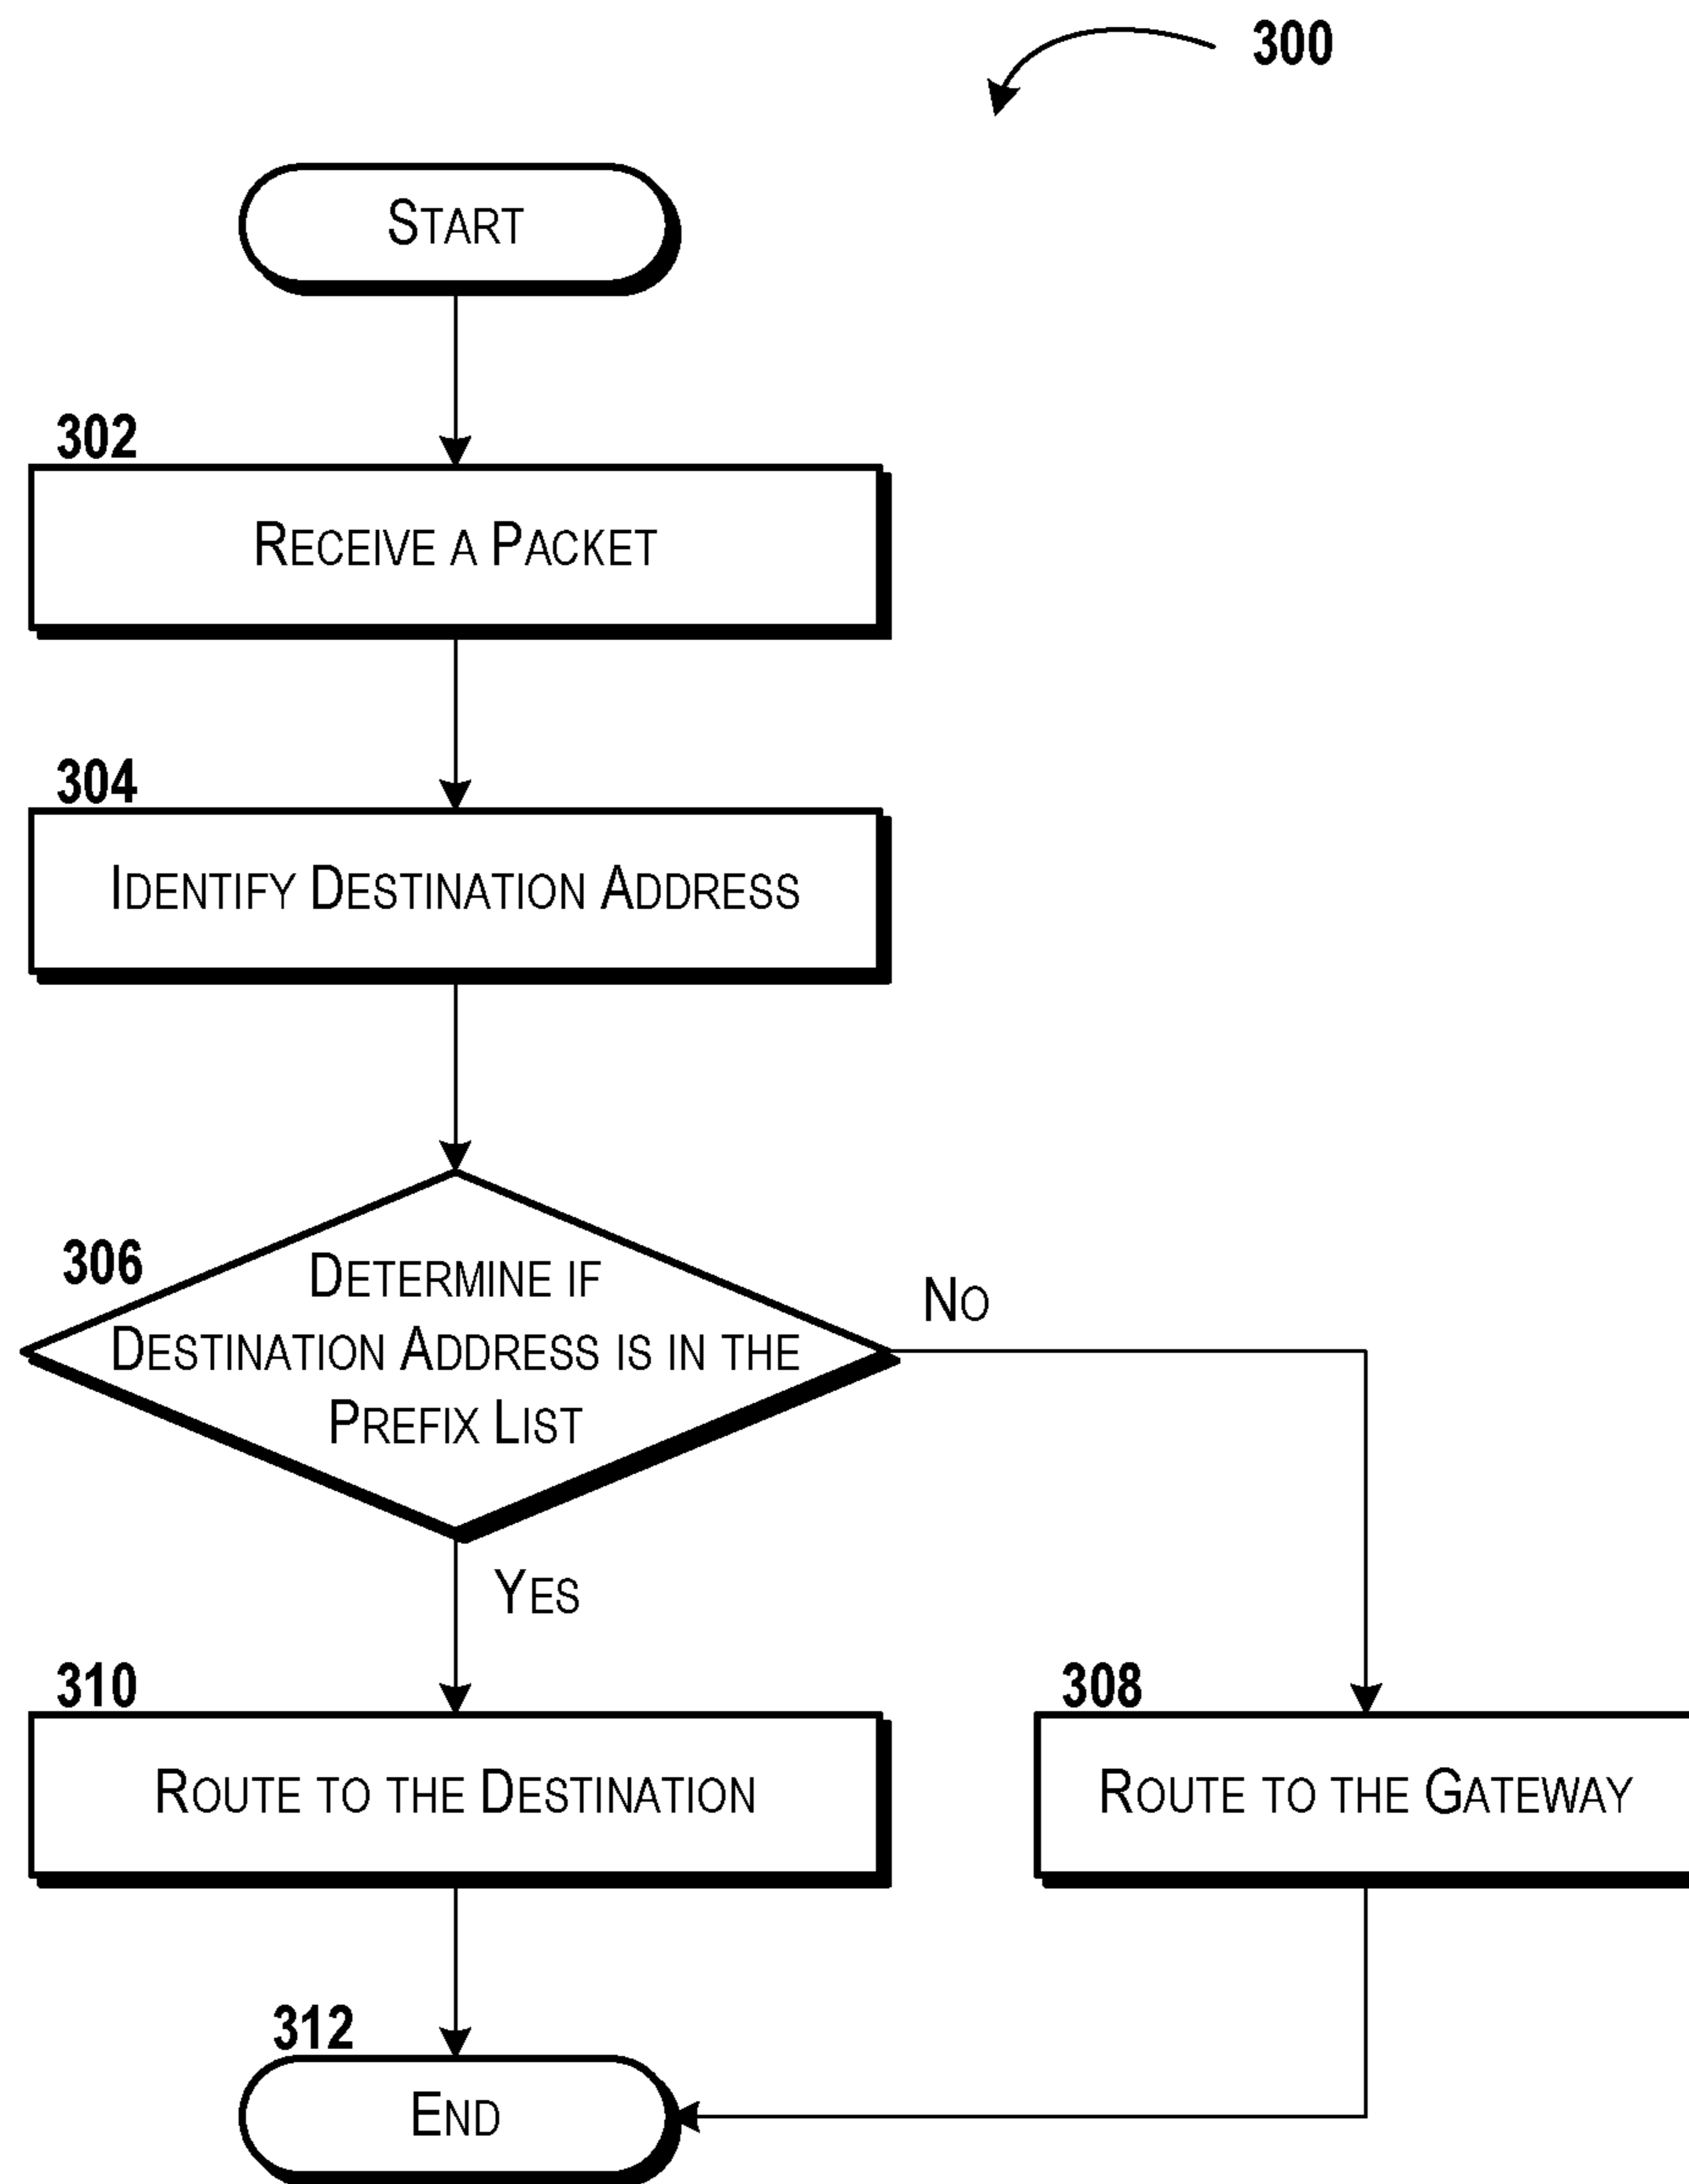 300
START
302
RECEIVE A PACKET
304
IDENTIFY DESTINATION ADDRESS
306
DETERMINE IF
DESTINATION ADDRESS IS IN THE
PREFIX LIST
NO
YES
310
ROUTE TO THE DESTINATION
308
ROUTE TO THE GATEWAY
312
END